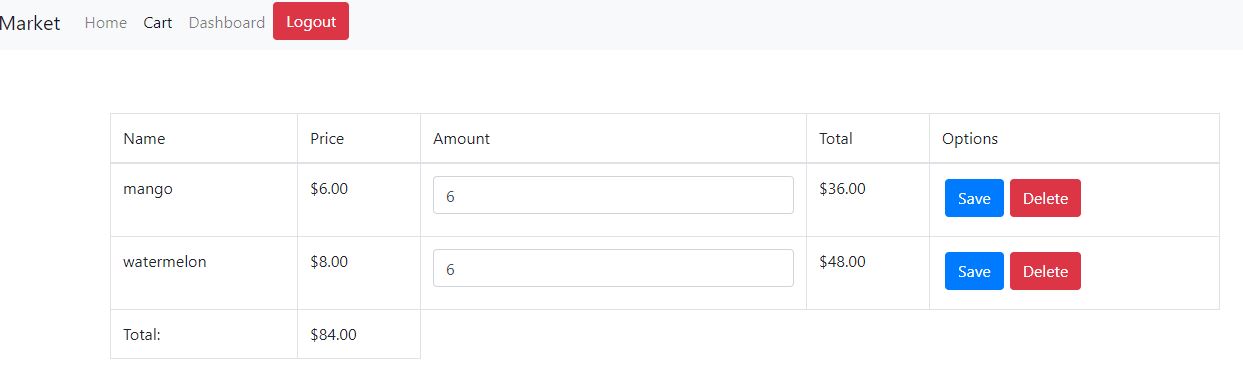 Market Home Cart Dashboard Logout
Name Price Amount Total Options
mango $6.00 6 $36.00 Save Delete
watermelon $8.00 6 $48.00 Save Delete
Total: $84.00